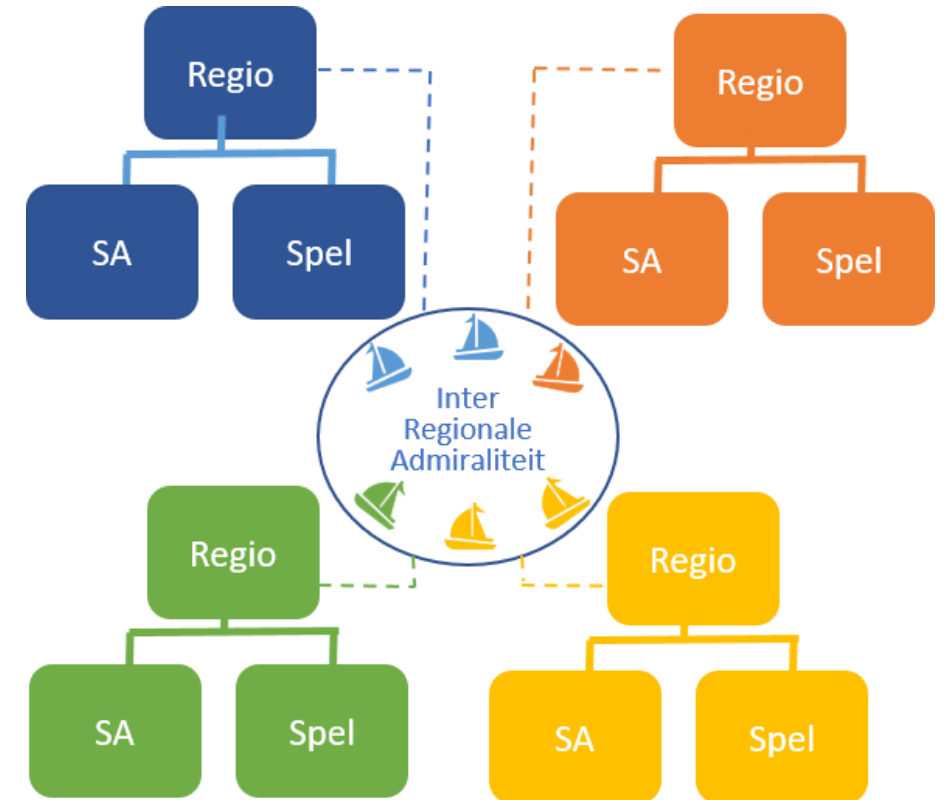 Regio
Regio
SA
Spel
SA
Spel
Inter
Regionale
Admiraliteit
Regio
Regio
SA
Spel
SA
Spel